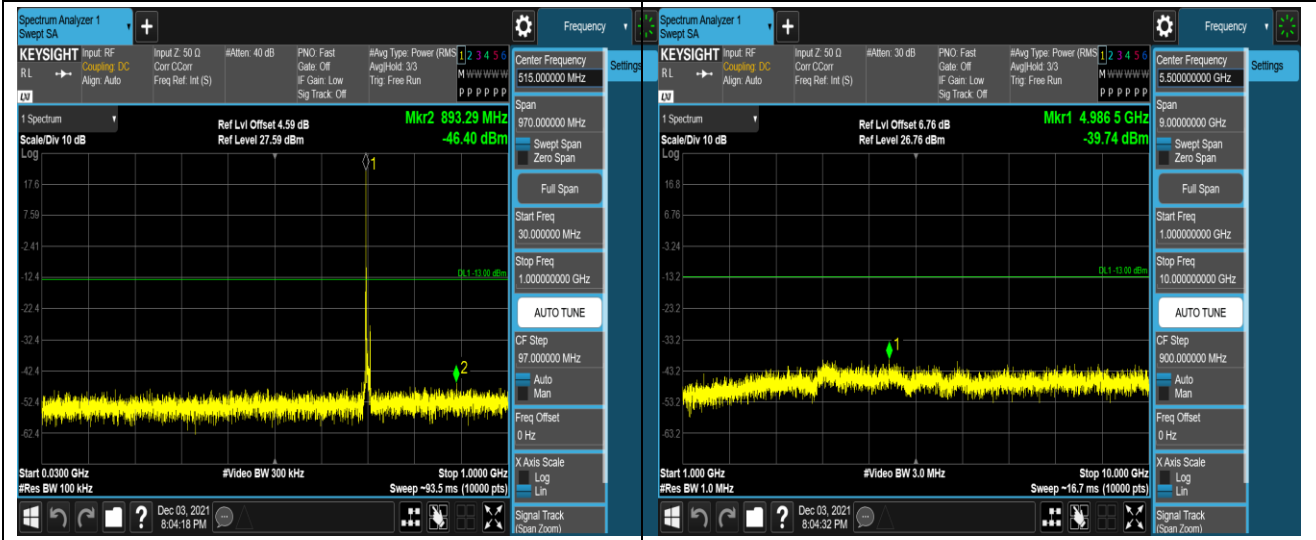 Spectrum Analyzer 1
Swept SA
Frequency
KEYSIGHT
RL
LXI
Input: RF
Coupling: DC
Align: Auto
Input Z: 50 Ω
Corr CCorr
Freq Ref: Int (S)
#Atten: 40 dB
PNO: Fast
Gate: Off
IF Gain: Low
Sig Track: Off
#Avg Type: Power (RMS
Avg|Hold: 3/3
Trig: Free Run
1 2 3 4 5 6
M W W W W W
P P P P P P
1 Spectrum
Scale/Div 10 dB
Log
Ref Lvl Offset 4.59 dB
Ref Level 27.59 dBm
Mkr2 893.29 MHz
-46.40 dBm
1
17.6
7.59
-2.41
-12.4
DL1 -13.00 dBm
-22.4
-32.4
-42.4
2
-52.4
-62.4
Start 0.0300 GHz
#Res BW 100 kHz
#Video BW 300 kHz
Stop 1.0000 GHz
Sweep ~93.5 ms (10000 pts)
Dec 03, 2021
8:04:18 PM
Center Frequency
515.000000 MHz
Settings
Span
970.000000 MHz
Swept Span
Zero Span
Full Span
Start Freq
30.000000 MHz
Stop Freq
1.000000000 GHz
AUTO TUNE
CF Step
97.000000 MHz
Auto
Man
Freq Offset
0 Hz
X Axis Scale
Log
Lin
Signal Track
(Span Zoom)
Spectrum Analyzer 1
Swept SA
Frequency
KEYSIGHT
RL
LXI
Input: RF
Coupling: DC
Align: Auto
Input Z: 50 Ω
Corr CCorr
Freq Ref: Int (S)
#Atten: 30 dB
PNO: Fast
Gate: Off
IF Gain: Low
Sig Track: Off
#Avg Type: Power (RMS
Avg|Hold: 3/3
Trig: Free Run
1 2 3 4 5 6
M W W W W W
P P P P P P
1 Spectrum
Scale/Div 10 dB
Log
Ref Lvl Offset 6.76 dB
Ref Level 26.76 dBm
Mkr1 4.986 5 GHz
-39.74 dBm
16.8
6.76
-3.24
-13.2
DL1 -13.00 dBm
-23.2
-33.2
1
-43.2
-53.2
-63.2
Start 1.000 GHz
#Res BW 1.0 MHz
#Video BW 3.0 MHz
Stop 10.000 GHz
Sweep ~16.7 ms (10000 pts)
Dec 03, 2021
8:04:32 PM
Center Frequency
5.500000000 GHz
Settings
Span
9.00000000 GHz
Swept Span
Zero Span
Full Span
Start Freq
1.000000000 GHz
Stop Freq
10.000000000 GHz
AUTO TUNE
CF Step
900.000000 MHz
Auto
Man
Freq Offset
0 Hz
X Axis Scale
Log
Lin
Signal Track
(Span Zoom)